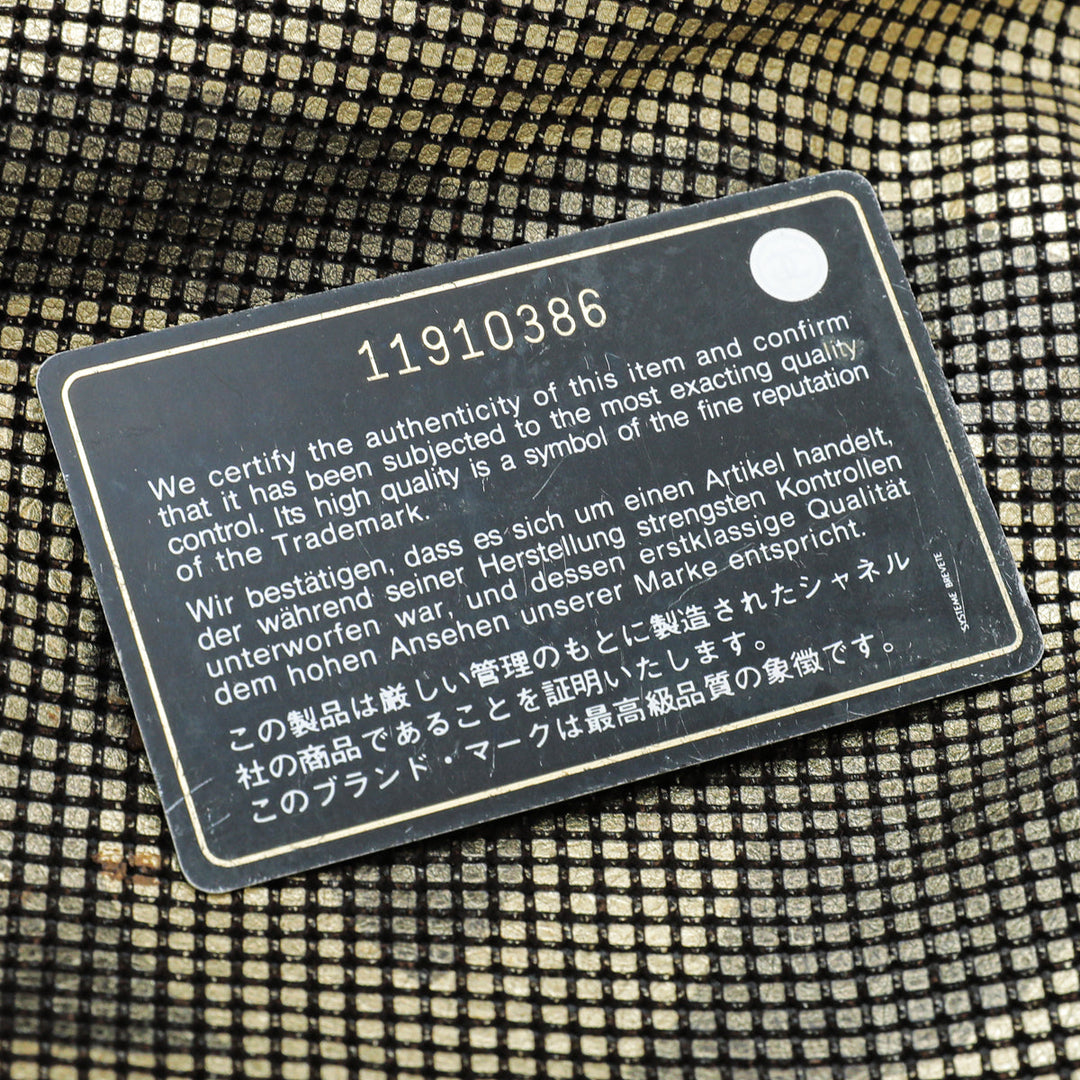 11910386
We certify the authenticity of this item and confirm
that it has been subjected to the most exacting quality
control. Its high quality is a symbol of the fine reputation
of the Trademark.
Wir bestätigen, dass es sich um einen Artikel handelt,
der während seiner Herstellung strengsten Kontrollen
unterworfen war, und dessen erstklassige Qualität
dem hohen Ansehen unserer Marke entspricht.
この製品は厳しい管理のもとに製造されたシャネル
社の商品であることを証明いたします。
このブランド・マークは最高級品質の象徴です。
SYSTEME BREVETE